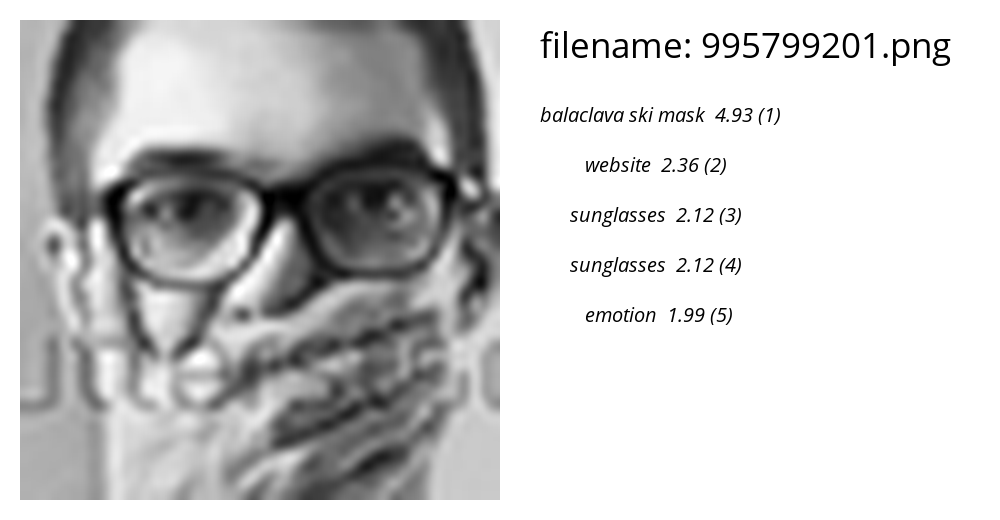 filename: 995799201.png
balaclava ski mask 4.93 (1)
website 2.36 (2)
sunglasses 2.12 (3)
sunglasses 2.12 (4)
emotion 1.99 (5)